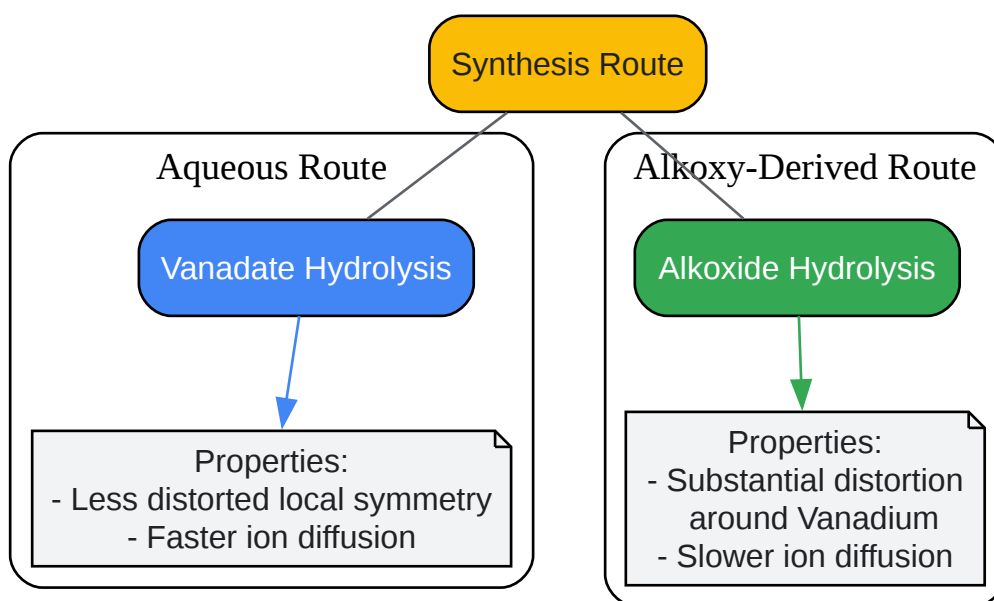 Synthesis Route
Aqueous Route
Vanadate Hydrolysis
Properties:
- Less distorted local symmetry
- Faster ion diffusion
Alkoxy-Derived Route
Alkoxide Hydrolysis
Properties:
- Substantial distortion
around Vanadium
- Slower ion diffusion